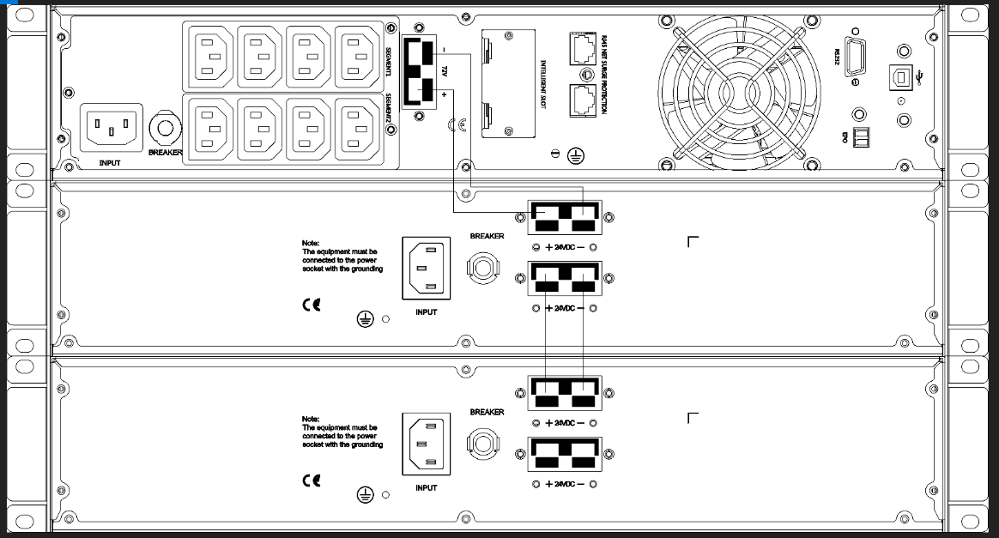 SEGMENT1
SEGMENT2
−
72V
+
INTELLIGENT SLOT
RJ45 NET SURGE PROTECTION
RS232
EPO
INPUT
BREAKER
Note:
The equipment must be
connected to the power
socket with the grounding
CE
INPUT
BREAKER
+ 24VDC −
+ 24VDC −
Note:
The equipment must be
connected to the power
socket with the grounding
CE
INPUT
BREAKER
+ 24VDC −
+ 24VDC −